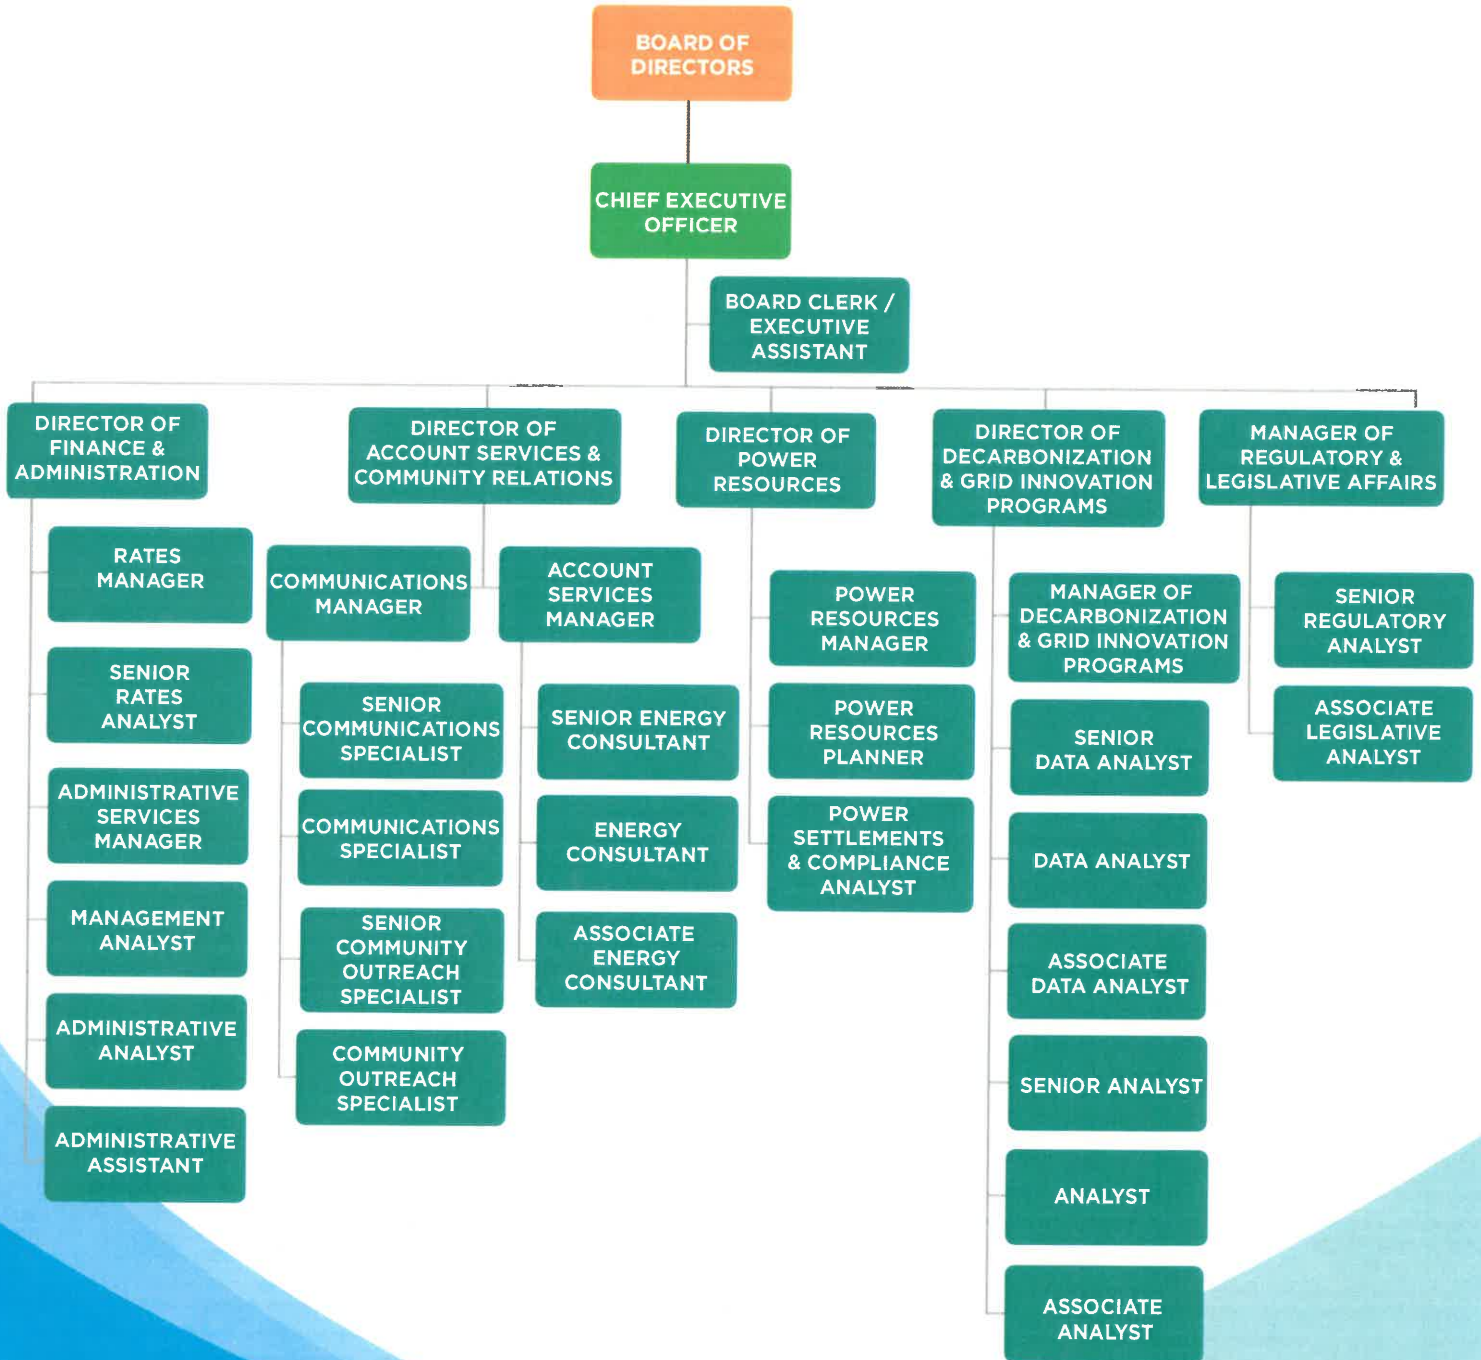 BOARD OF
DIRECTORS
CHIEF EXECUTIVE
OFFICER
BOARD CLERK /
EXECUTIVE
ASSISTANT
DIRECTOR OF
FINANCE &
ADMINISTRATION
RATES
MANAGER
SENIOR
RATES
ANALYST
ADMINISTRATIVE
SERVICES
MANAGER
MANAGEMENT
ANALYST
ADMINISTRATIVE
ANALYST
ADMINISTRATIVE
ASSISTANT
DIRECTOR OF
ACCOUNT SERVICES &
COMMUNITY RELATIONS
COMMUNICATIONS
MANAGER
SENIOR
COMMUNICATIONS
SPECIALIST
COMMUNICATIONS
SPECIALIST
SENIOR
COMMUNITY
OUTREACH
SPECIALIST
COMMUNITY
OUTREACH
SPECIALIST
ACCOUNT
SERVICES
MANAGER
SENIOR ENERGY
CONSULTANT
ENERGY
CONSULTANT
ASSOCIATE
ENERGY
CONSULTANT
DIRECTOR OF
POWER
RESOURCES
POWER
RESOURCES
MANAGER
POWER
RESOURCES
PLANNER
POWER
SETTLEMENTS
& COMPLIANCE
ANALYST
DIRECTOR OF
DECARBONIZATION
& GRID INNOVATION
PROGRAMS
MANAGER OF
DECARBONIZATION
& GRID INNOVATION
PROGRAMS
SENIOR
DATA ANALYST
DATA ANALYST
ASSOCIATE
DATA ANALYST
SENIOR ANALYST
ANALYST
ASSOCIATE
ANALYST
MANAGER OF
REGULATORY &
LEGISLATIVE AFFAIRS
SENIOR
REGULATORY
ANALYST
ASSOCIATE
LEGISLATIVE
ANALYST